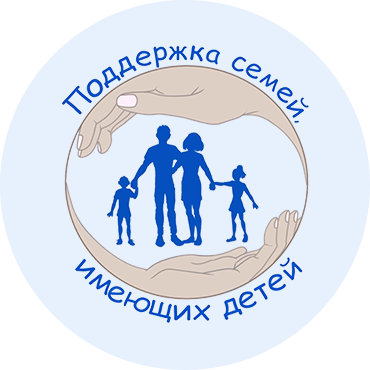 Поддержка семей,
имеющих детей